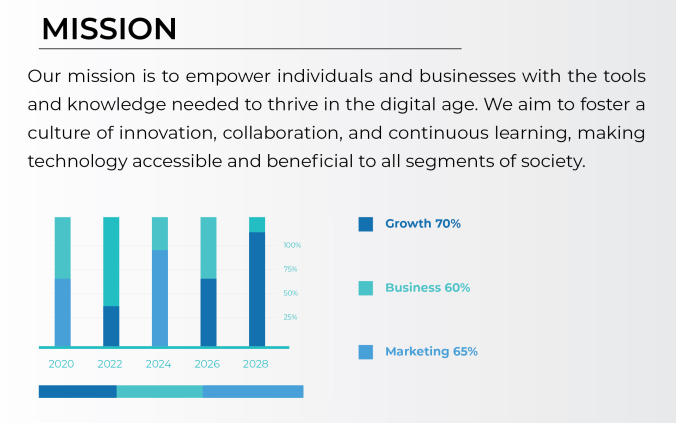 MISSION
Our mission is to empower individuals and businesses with the tools
and knowledge needed to thrive in the digital age. We aim to foster a
culture of innovation, collaboration, and continuous learning, making
technology accessible and beneficial to all segments of society.
Growth 70%
100%
75%
Business 60%
50%
25%
Marketing 65%
2020 2022 2024 2026 2028